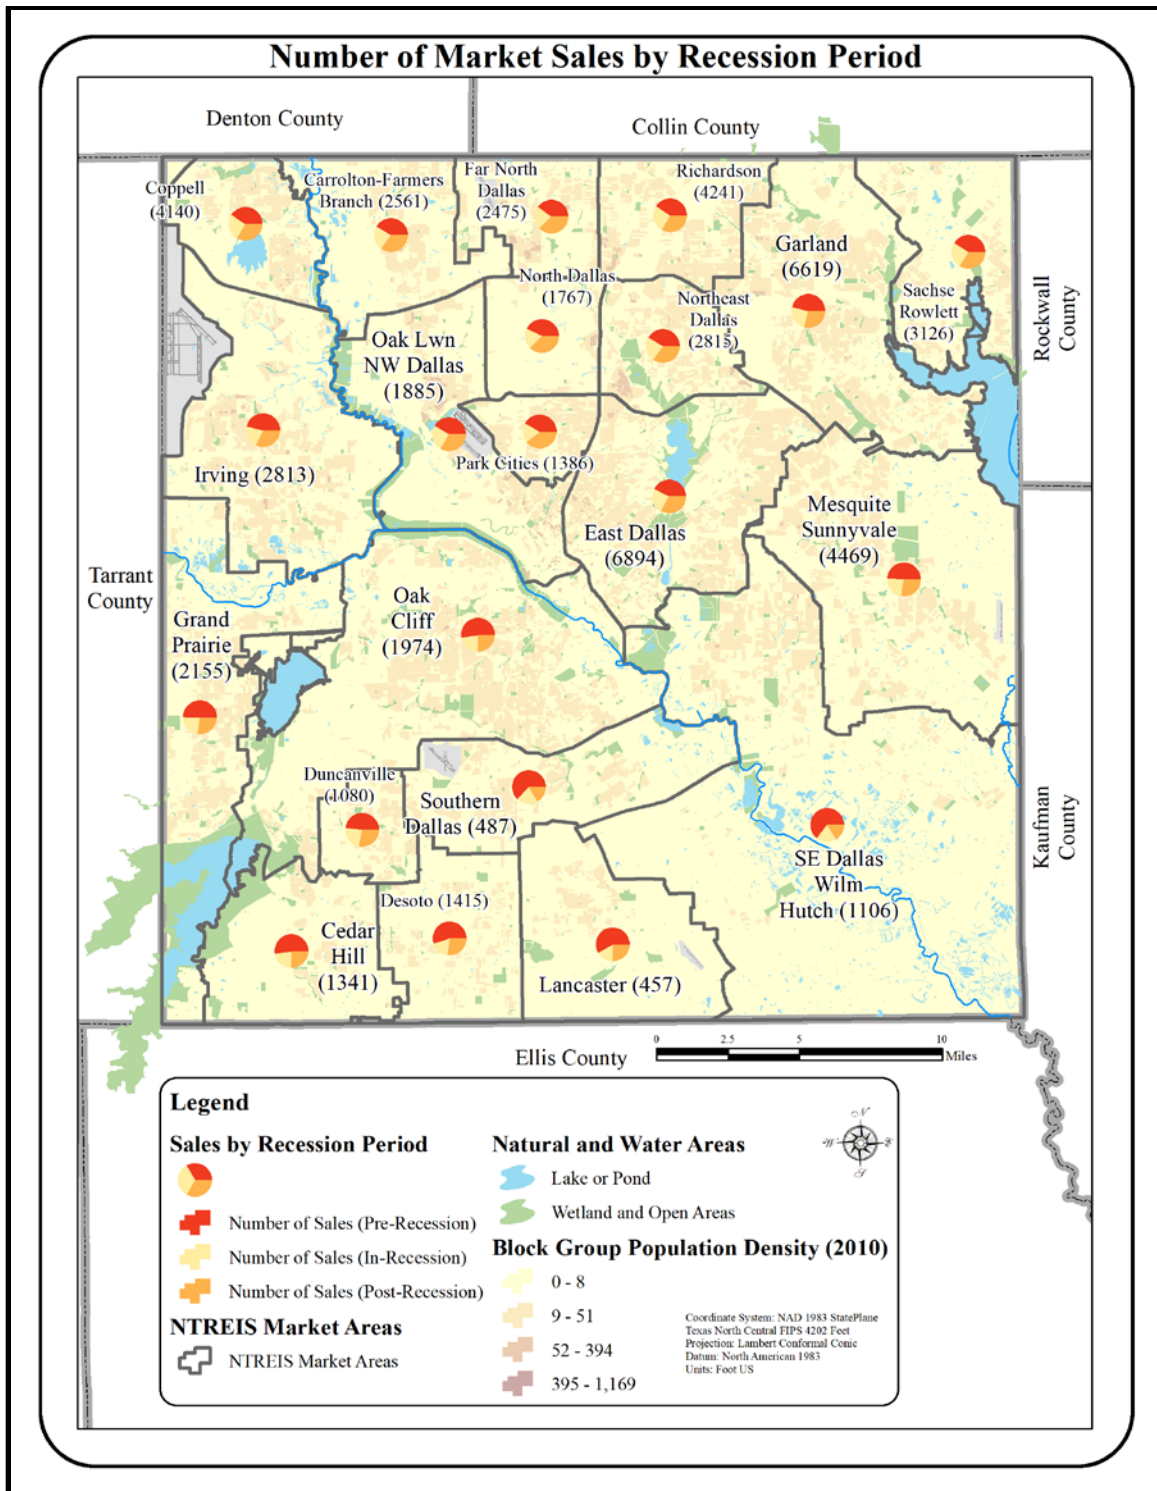 Number of Market Sales by Recession Period
Denton County
Collin County
Coppell
(4140)
Carrolton-Farmers
Branch (2561)
Far North
Dallas
(2475)
Richardson
(4241)
Garland
(6619)
Sachse
Rowlett
(3126)
Rockwall
County
North Dallas
(1767)
Northeast
Dallas
(2815)
Oak Lwn
NW Dallas
(1885)
Irving (2813)
Park Cities (1386)
East Dallas
(6894)
Mesquite
Sunnyvale
(4469)
Tarrant
County
Grand
Prairie
(2155)
Oak
Cliff
(1974)
Duncanville
(1080)
Southern
Dallas (487)
SE Dallas
Wilm
Hutch (1106)
Kaufman
County
Cedar
Hill
(1341)
Desoto (1415)
Lancaster (457)
Ellis County
0 2.5 5 10
Miles
Legend
Sales by Recession Period
Number of Sales (Pre-Recession)
Number of Sales (In-Recession)
Number of Sales (Post-Recession)
NTREIS Market Areas
NTREIS Market Areas
Natural and Water Areas
Lake or Pond
Wetland and Open Areas
Block Group Population Density (2010)
0 - 8
9 - 51
52 - 394
395 - 1,169
N
W
E
S
Coordinate System: NAD 1983 StatePlane
Texas North Central FIPS 4202 Feet
Projection: Lambert Conformal Conic
Datum: North American 1983
Units: Foot US